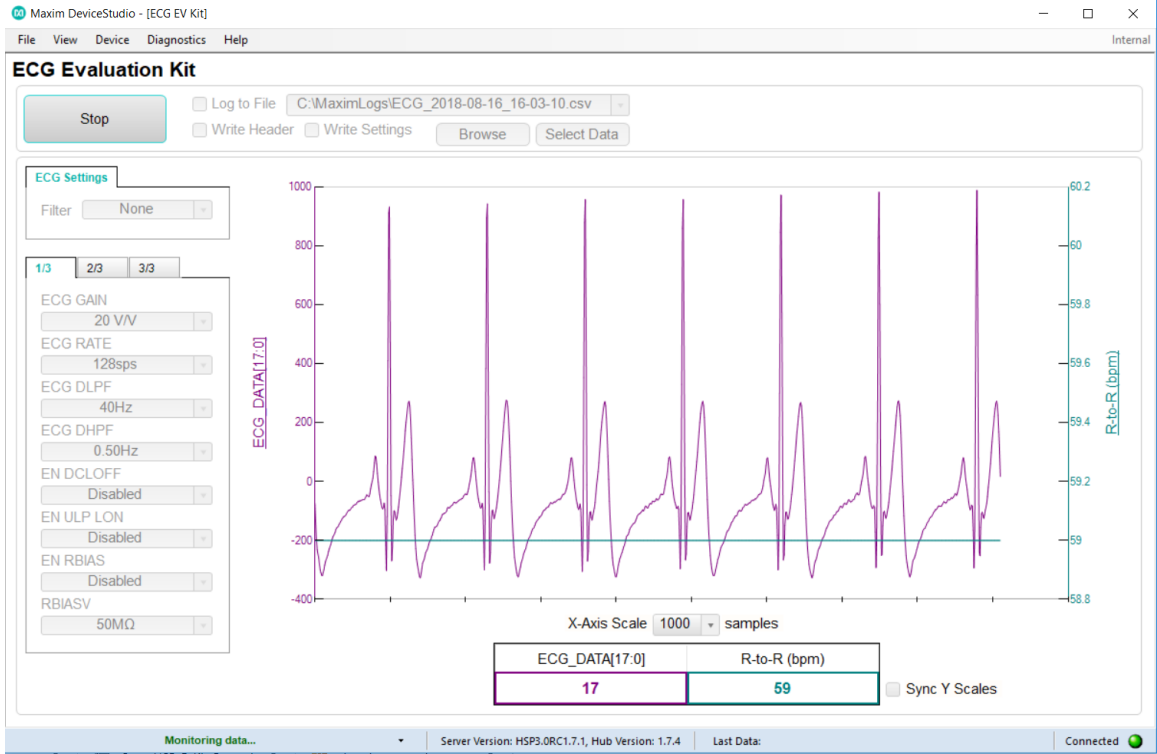 Maxim DeviceStudio - [ECG EV Kit]
File View Device Diagnostics Help Internal
ECG Evaluation Kit
Stop
Log to File C:\MaximLogs\ECG_2018-08-16_16-03-10.csv
Write Header Write Settings Browse Select Data
ECG Settings
Filter None
1/3 2/3 3/3
ECG GAIN
20 V/V
ECG RATE
128sps
ECG DLPF
40Hz
ECG DHPF
0.50Hz
EN DCLOFF
Disabled
EN ULP LON
Disabled
EN RBIAS
Disabled
RBIASV
50MΩ
ECG_DATA[17:0]
1000
800
600
400
200
0
-200
-400
60.2
60
59.8
59.6
59.4
59.2
59
58.8
R-to-R (bpm)
X-Axis Scale 1000 samples
ECG_DATA[17:0] R-to-R (bpm)
17 59 Sync Y Scales
Monitoring data... Server Version: HSP3.0RC1.7.1, Hub Version: 1.7.4 Last Data: Connected